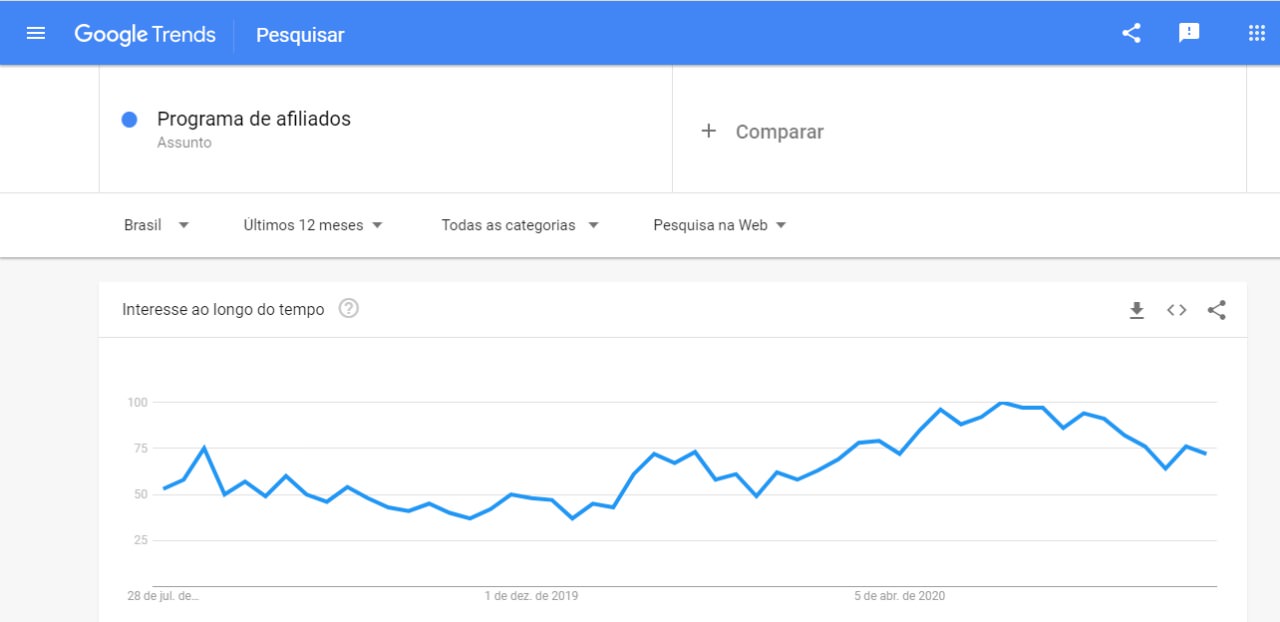 Google Trends Pesquisar
Programa de afiliados
Assunto
+ Comparar
Brasil Últimos 12 meses Todas as categorias Pesquisa na Web
Interesse ao longo do tempo ?
100
75
50
25
28 de jul. de... 1 de dez. de 2019 5 de abr. de 2020